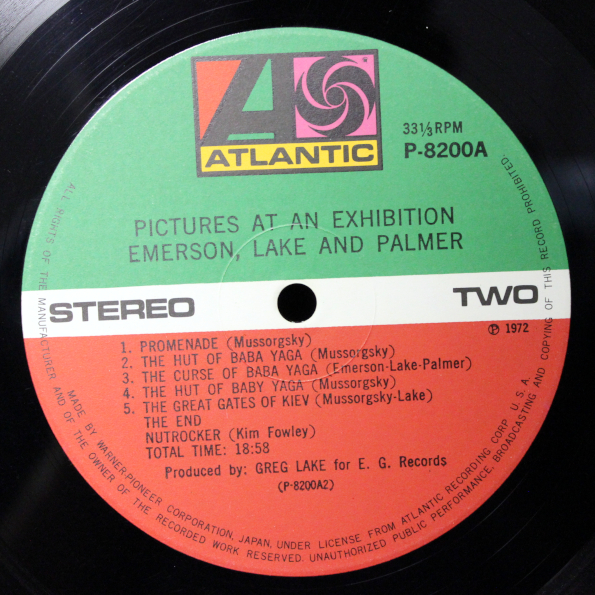 ATLANTIC
33⅓ RPM
P-8200A
PICTURES AT AN EXHIBITION
EMERSON, LAKE AND PALMER
STEREO
TWO
℗ 1972
1. PROMENADE (Mussorgsky)
2. THE HUT OF BABA YAGA (Mussorgsky)
3. THE CURSE OF BABA YAGA (Emerson-Lake-Palmer)
4. THE HUT OF BABY YAGA (Mussorgsky)
5. THE GREAT GATES OF KIEV (Mussorgsky-Lake)
THE END
NUTROCKER (Kim Fowley)
TOTAL TIME: 18:58
Produced by: GREG LAKE for E. G. Records
(P-8200A2)
MADE BY WARNER-PIONEER CORPORATION, JAPAN, UNDER LICENSE FROM ATLANTIC RECORDING CORP. U. S. A.
ALL RIGHTS OF THE MANUFACTURER AND OF THE OWNER OF THE RECORDED WORK RESERVED. UNAUTHORIZED PUBLIC PERFORMANCE, BROADCASTING AND COPYING OF THIS RECORD PROHIBITED.